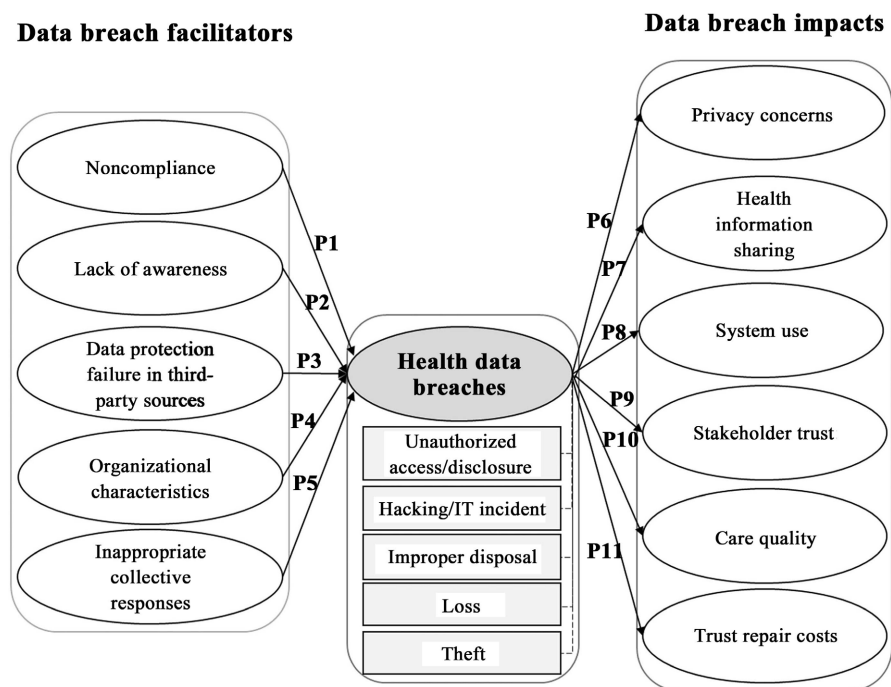 Data breach facilitators
Data breach impacts
Noncompliance
Lack of awareness
Data protection
failure in third-
party sources
Organizational
characteristics
Inappropriate
collective
responses
P1
P2
P3
P4
P5
Health data
breaches
Unauthorized
access/disclosure
Hacking/IT incident
Improper disposal
Loss
Theft
P6
P7
P8
P9
P10
P11
Privacy concerns
Health
information
sharing
System use
Stakeholder trust
Care quality
Trust repair costs